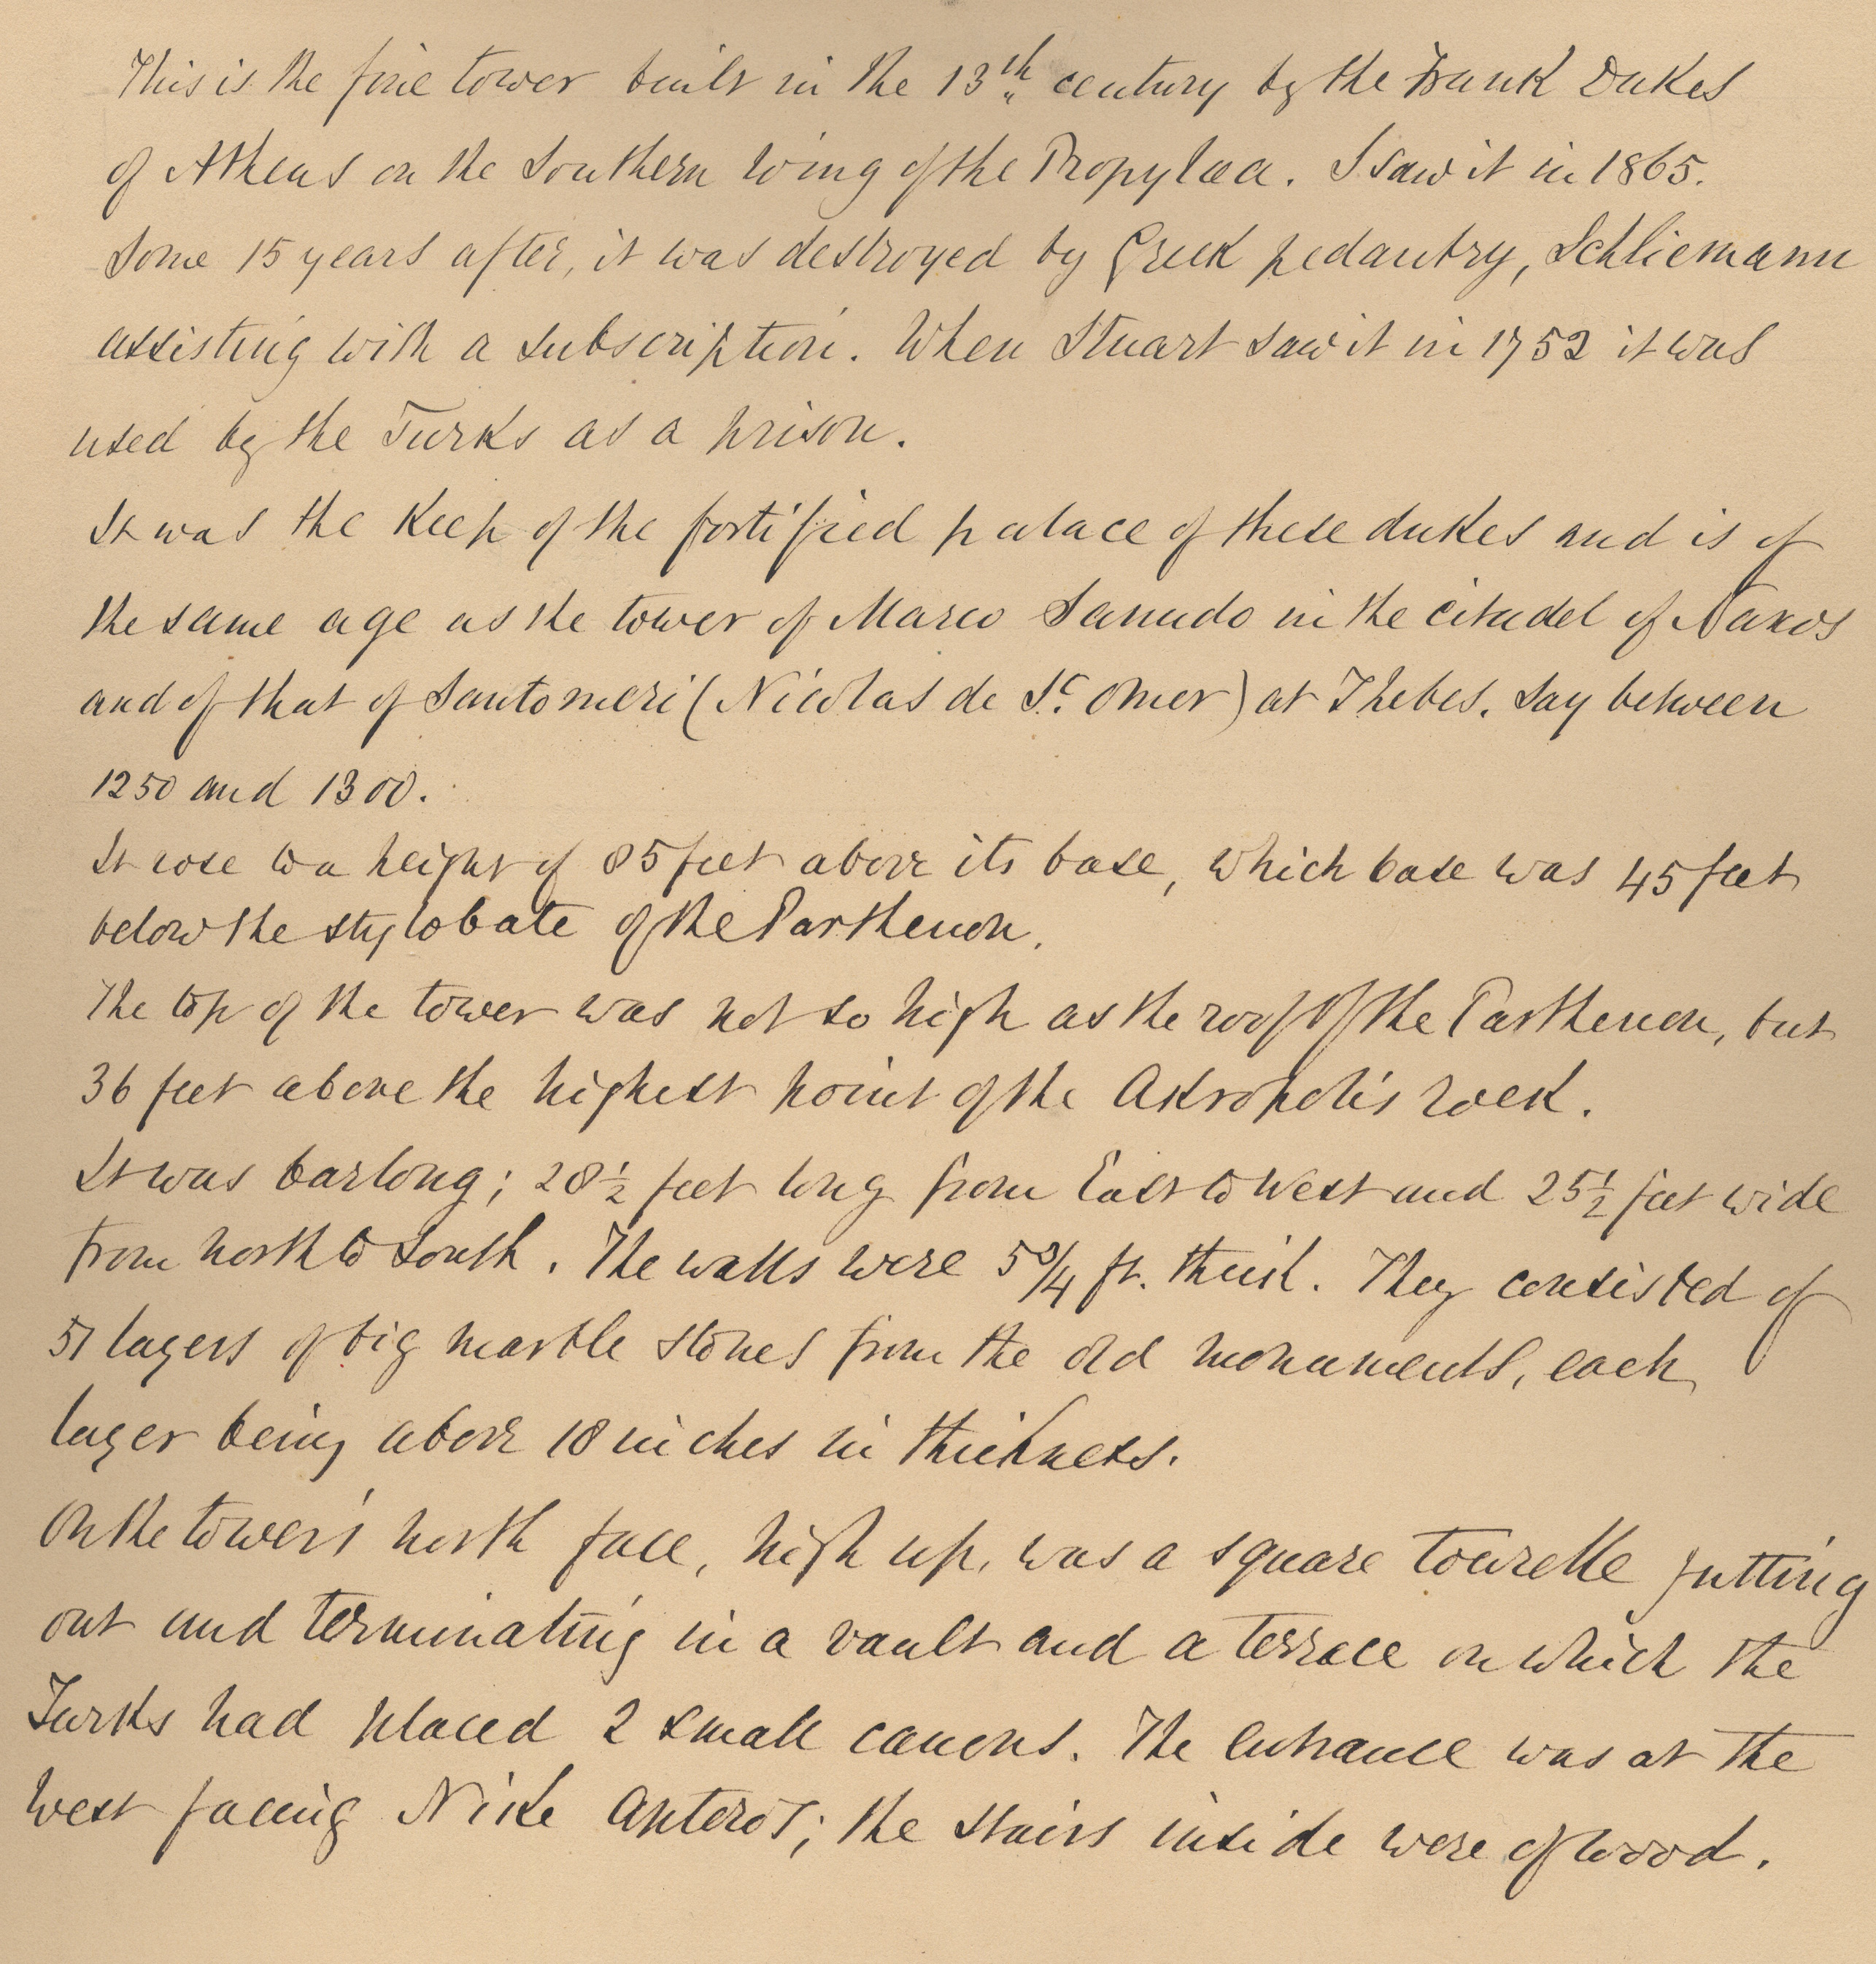 This is the fine tower built in the 13th century by the Frank Dukes
of Athens on the Southern wing of the Propylaea. I saw it in 1865.
Some 15 years after, it was destroyed by Greek pedantry, Schliemann
assisting with a subscription. When Stuart saw it in 1752 it was
used by the Turks as a prison.
It was the Keep of the fortified palace of these dukes and is of
the same age as the tower of Marco Sanudo in the citadel of Naxos
and of that of Santomeri (Nicolas de St. Omer) at Thebes. Say between
1250 and 1300.
It rose to a height of 85 feet above its base, which base was 45 feet
below the stylobate of the Parthenon.
The top of the tower was not so high as the roof of the Parthenon, but
36 feet above the highest point of the Akropolis rock.
It was barlong; 28½ feet long from East to West and 25½ feet wide
from north to South. The walls were 5¾ ft. thick. They consisted of
51 layers of big marble stones from the old monuments, each
layer being above 18 inches in thickness.
On the tower's north face, high up, was a square tourelle jutting
out and terminating in a vault and a terrace on which the
Turks had placed 2 small canons. The entrance was at the
West facing Nike Apteros; the stairs inside were of wood.